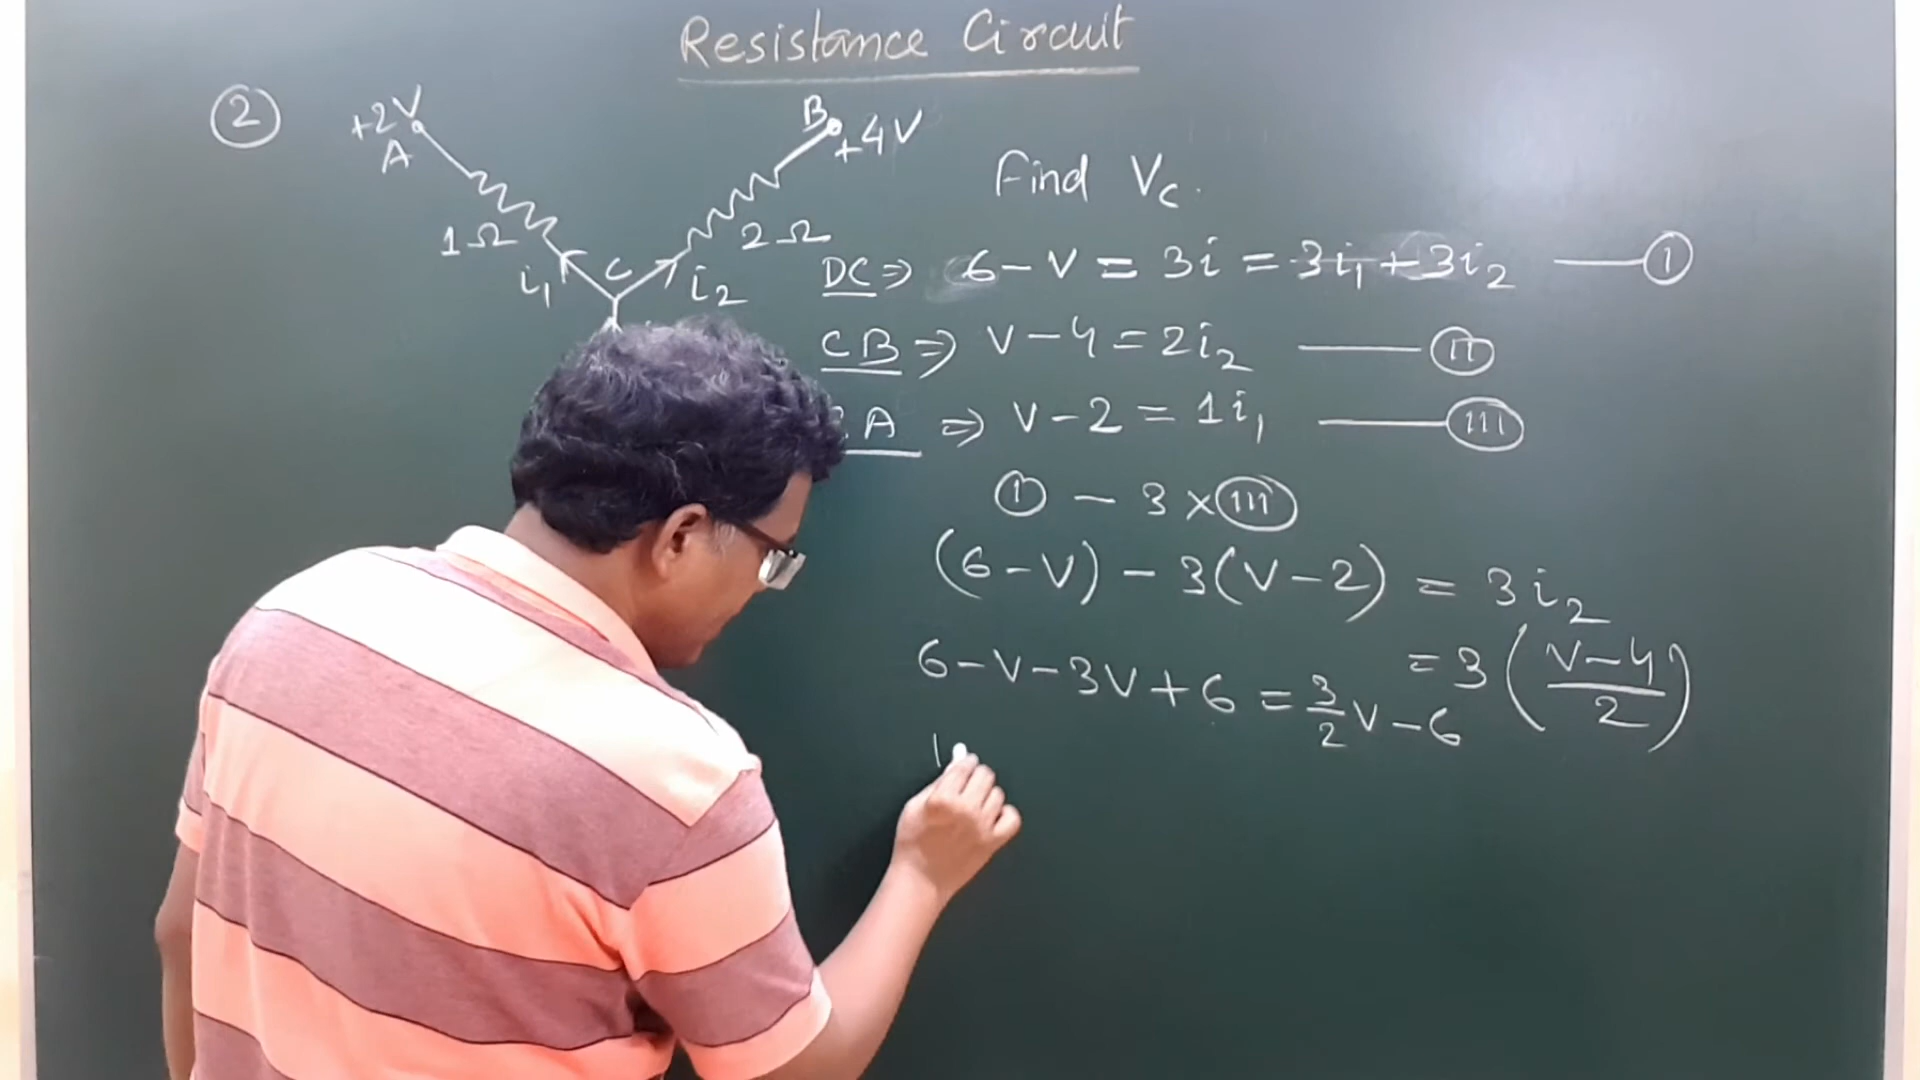 Resistance Circuit
②
+2V
A
B
+4V
1Ω
2Ω
i₁
C
i₂
Find Vc.
DC ⇒ 6 - V = 3i = 3i₁ + 3i₂ —— Ⓘ
CB ⇒ V - 4 = 2i₂ —— (II)
A ⇒ V - 2 = 1i₁ —— (III)
Ⓘ - 3 × (III)
(6 - V) - 3(V - 2) = 3i₂
= 3((V - 4)/2)
6 - V - 3V + 6 = 3/2 V - 6
1